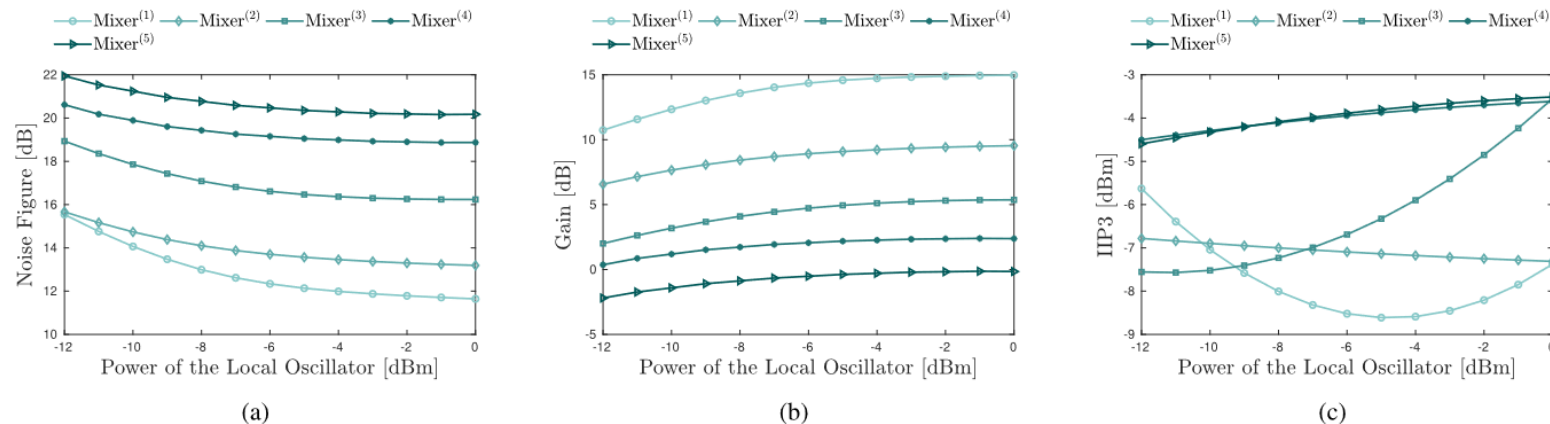 Mixer(1) Mixer(2) Mixer(3) Mixer(4)
Mixer(5)
22
20
18
16
14
12
10
Noise Figure [dB]
-12 -10 -8 -6 -4 -2 0
Power of the Local Oscillator [dBm]
(a)
Mixer(1) Mixer(2) Mixer(3) Mixer(4)
Mixer(5)
15
10
5
0
-5
Gain [dB]
-12 -10 -8 -6 -4 -2 0
Power of the Local Oscillator [dBm]
(b)
Mixer(1) Mixer(2) Mixer(3) Mixer(4)
Mixer(5)
-3
-4
-5
-6
-7
-8
-9
IIP3 [dBm]
-12 -10 -8 -6 -4 -2 0
Power of the Local Oscillator [dBm]
(c)